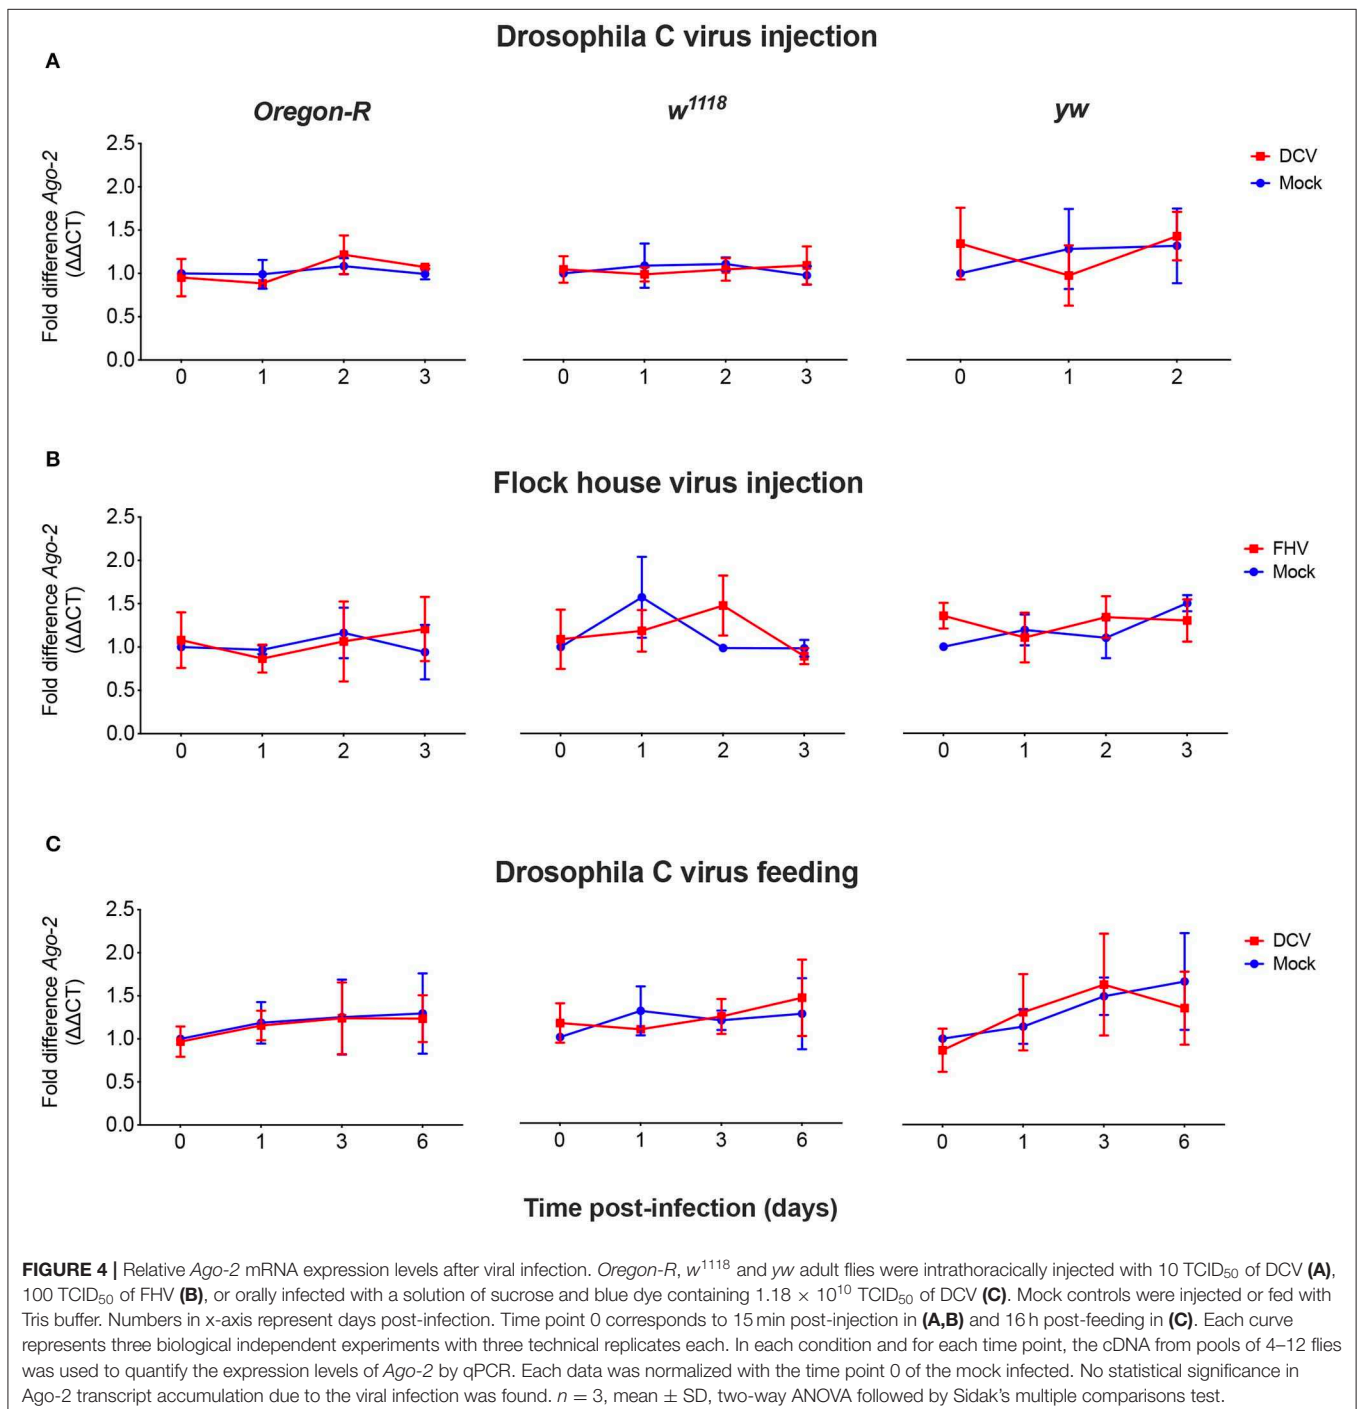 Drosophila C virus injection
A
Oregon-R
w1118
yw
Fold difference Ago-2
(ΔΔCT)
2.5
2.0
1.5
1.0
0.5
0.0
0 1 2 3
0 1 2 3
0 1 2
DCV
Mock
B
Flock house virus injection
Fold difference Ago-2
(ΔΔCT)
2.5
2.0
1.5
1.0
0.5
0.0
0 1 2 3
0 1 2 3
0 1 2 3
FHV
Mock
C
Drosophila C virus feeding
Fold difference Ago-2
(ΔΔCT)
2.5
2.0
1.5
1.0
0.5
0.0
0 1 3 6
0 1 3 6
0 1 3 6
DCV
Mock
Time post-infection (days)
FIGURE 4 | Relative Ago-2 mRNA expression levels after viral infection. Oregon-R, w1118 and yw adult flies were intrathoracically injected with 10 TCID50 of DCV (A),
100 TCID50 of FHV (B), or orally infected with a solution of sucrose and blue dye containing 1.18 × 10^10 TCID50 of DCV (C). Mock controls were injected or fed with
Tris buffer. Numbers in x-axis represent days post-infection. Time point 0 corresponds to 15 min post-injection in (A,B) and 16 h post-feeding in (C). Each curve
represents three biological independent experiments with three technical replicates each. In each condition and for each time point, the cDNA from pools of 4–12 flies
was used to quantify the expression levels of Ago-2 by qPCR. Each data was normalized with the time point 0 of the mock infected. No statistical significance in
Ago-2 transcript accumulation due to the viral infection was found. n = 3, mean ± SD, two-way ANOVA followed by Sidak's multiple comparisons test.